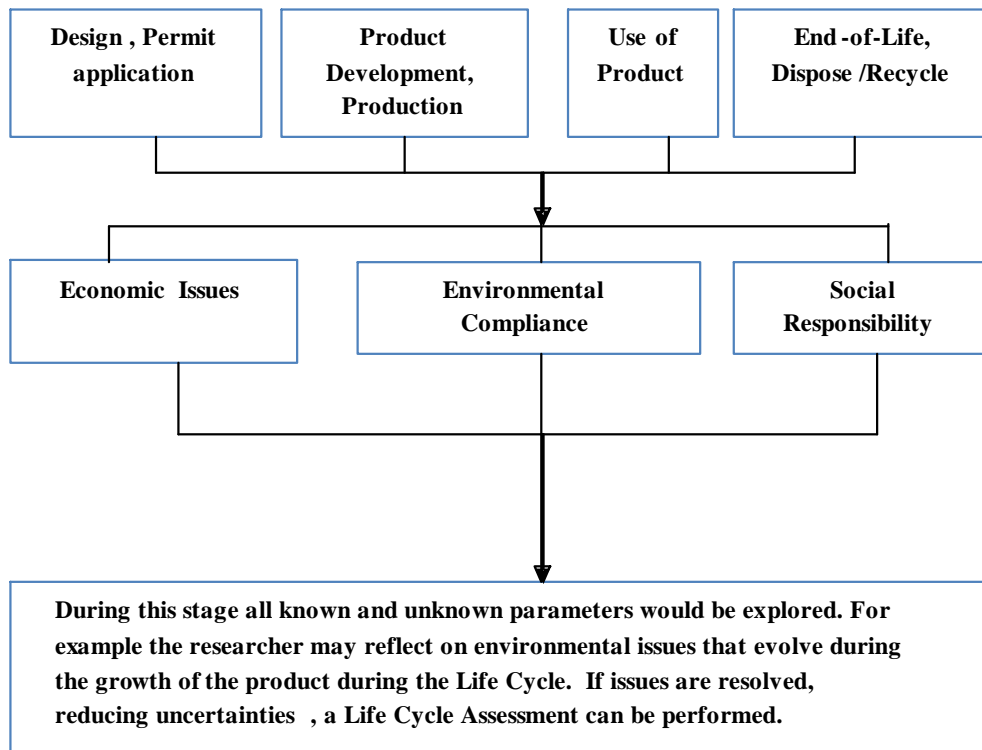 Design , Permit
application
Product
Development,
Production
Use of
Product
End -of-Life,
Dispose /Recycle
Economic Issues
Environmental
Compliance
Social
Responsibility
During this stage all known and unknown parameters would be explored. For
example the researcher may reflect on environmental issues that evolve during
the growth of the product during the Life Cycle. If issues are resolved,
reducing uncertainties , a Life Cycle Assessment can be performed.